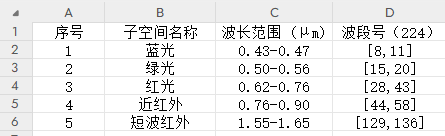 A B C D
1 序号 子空间名称 波长范围（μm） 波段号（224）
2 1 蓝光 0.43-0.47 [8,11]
3 2 绿光 0.50-0.56 [15,20]
4 3 红光 0.62-0.76 [28,43]
5 4 近红外 0.76-0.90 [44,58]
6 5 短波红外 1.55-1.65 [129,136]